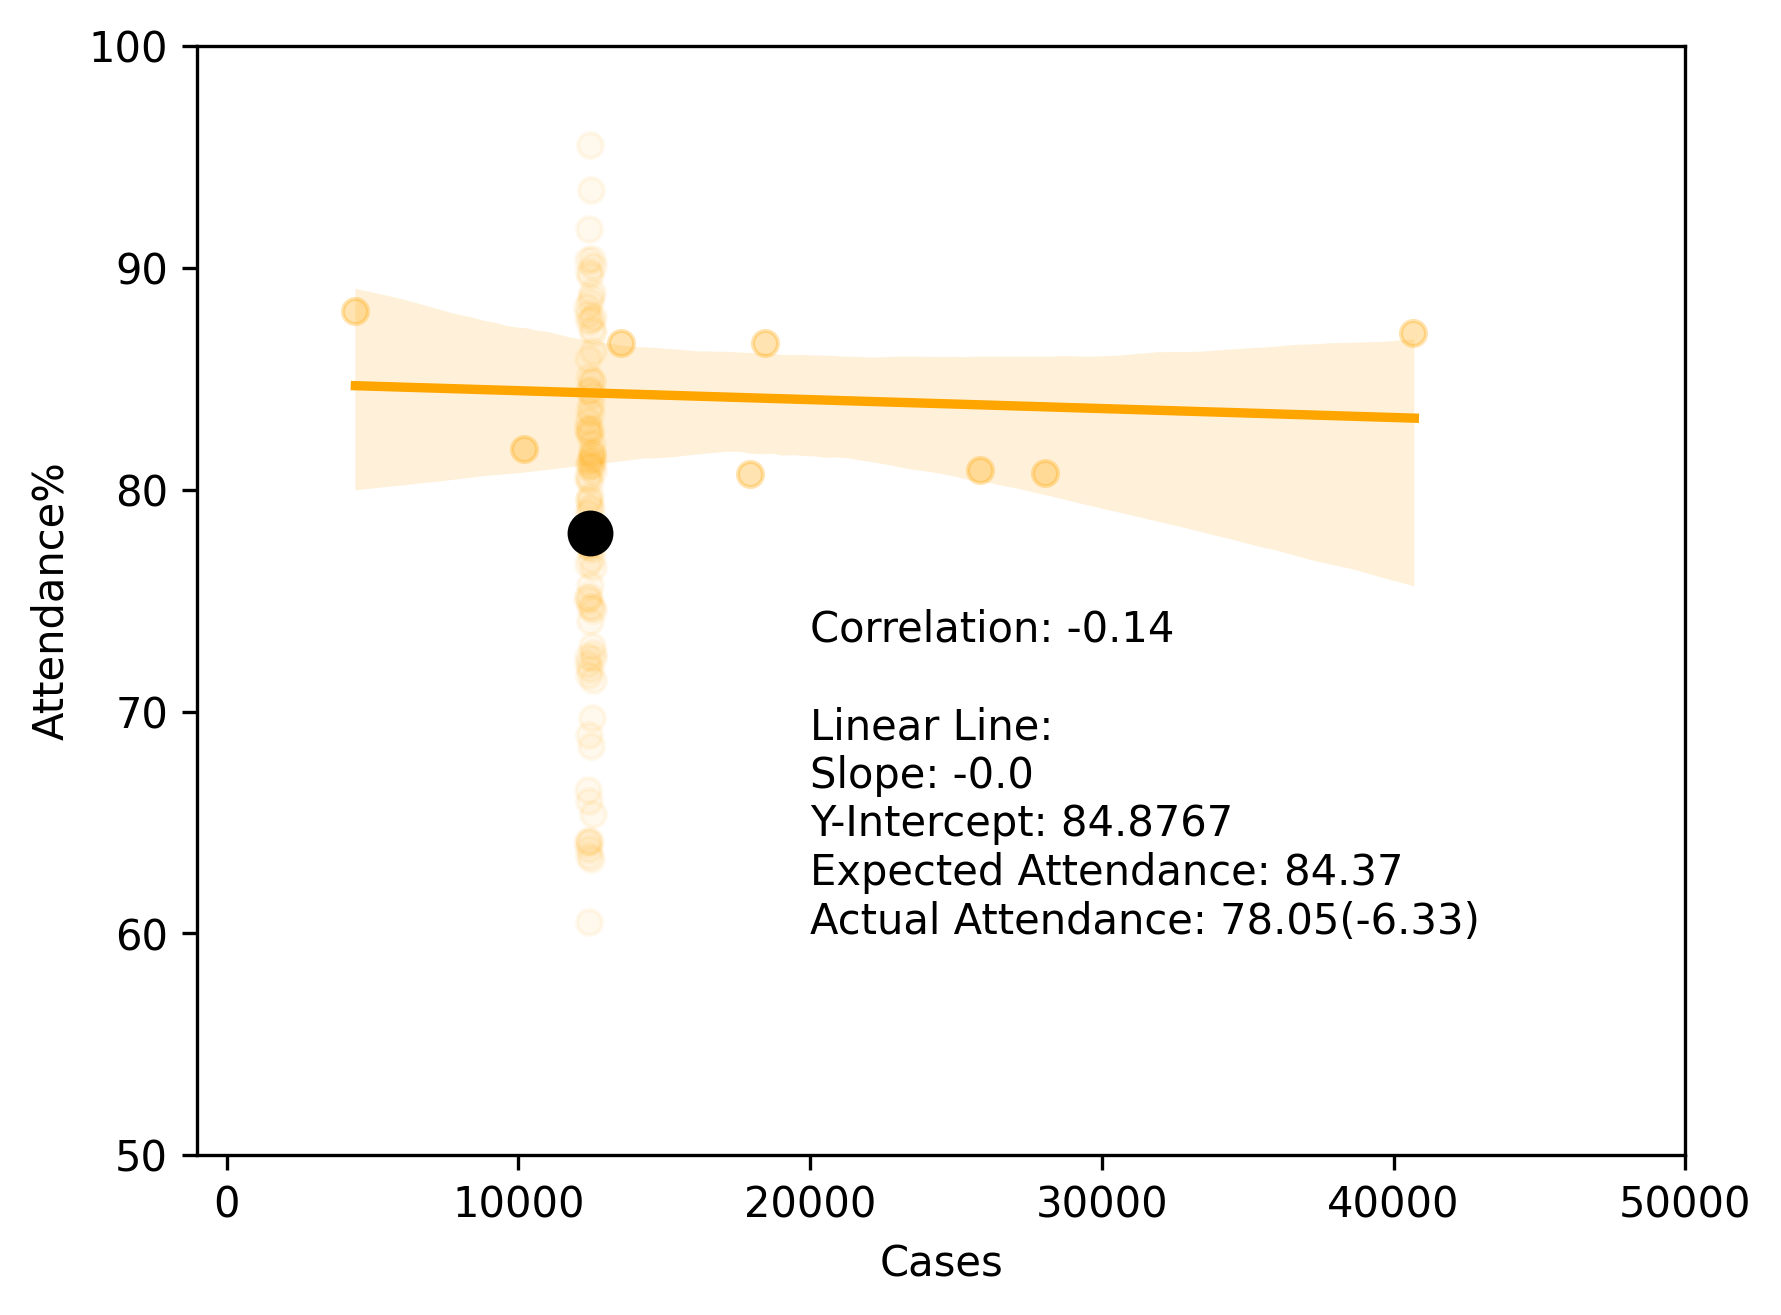 100
90
80
70
60
50
Attendance%
Correlation: -0.14
Linear Line:
Slope: -0.0
Y-Intercept: 84.8767
Expected Attendance: 84.37
Actual Attendance: 78.05(-6.33)
0 10000 20000 30000 40000 50000
Cases